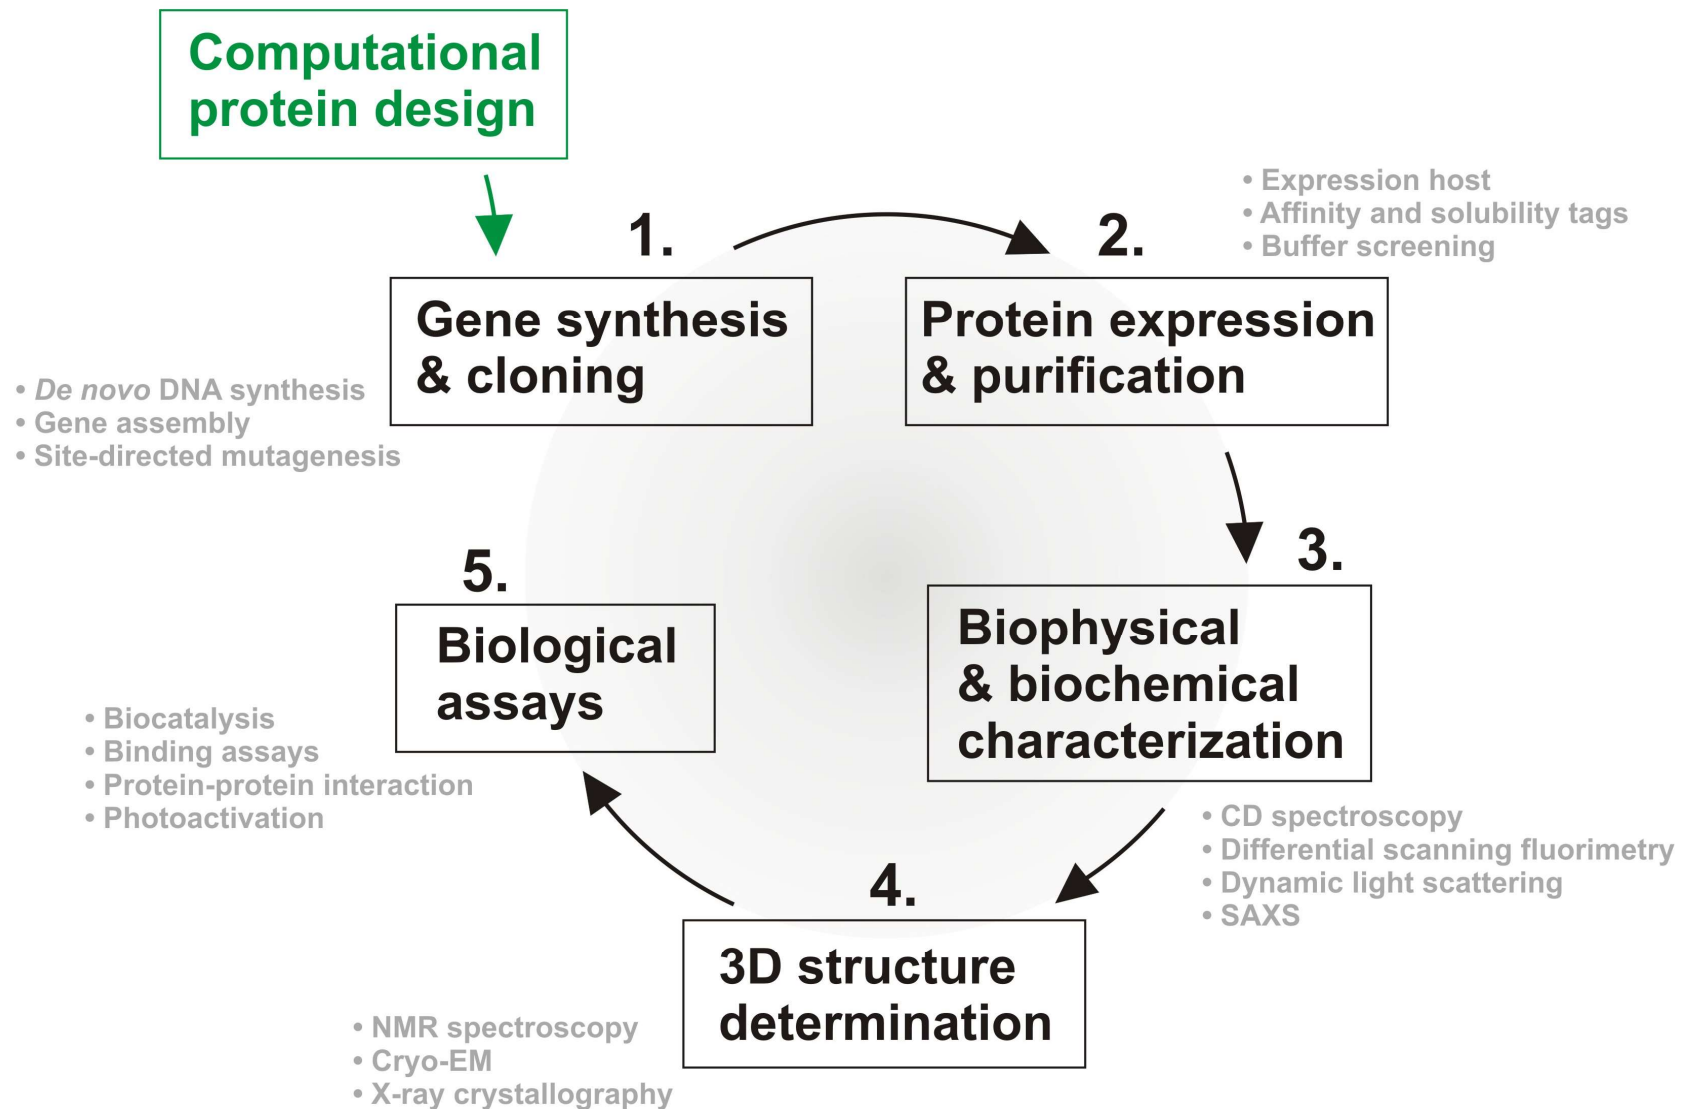 Computational
protein design
1.
Gene synthesis
& cloning
• De novo DNA synthesis
• Gene assembly
• Site-directed mutagenesis
2.
Protein expression
& purification
• Expression host
• Affinity and solubility tags
• Buffer screening
3.
Biophysical
& biochemical
characterization
• CD spectroscopy
• Differential scanning fluorimetry
• Dynamic light scattering
• SAXS
4.
3D structure
determination
• NMR spectroscopy
• Cryo-EM
• X-ray crystallography
5.
Biological
assays
• Biocatalysis
• Binding assays
• Protein-protein interaction
• Photoactivation